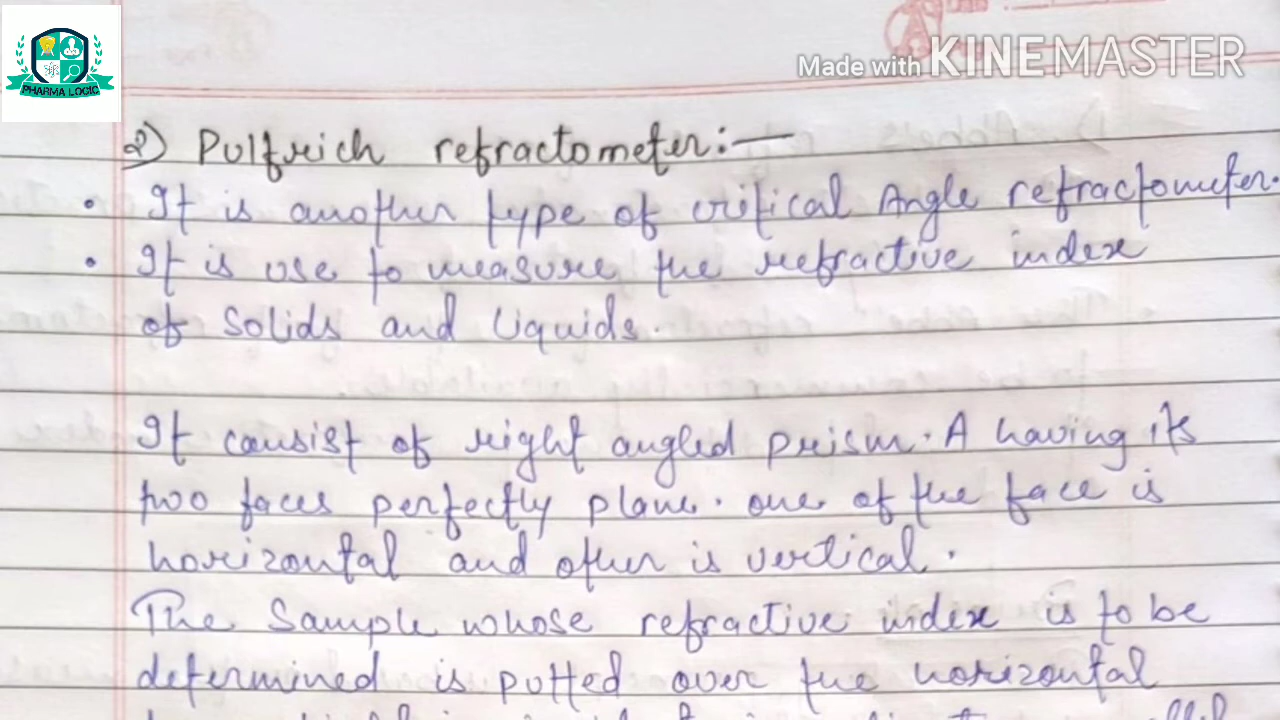 PHARMA LOGIC
Made with KINEMASTER
2) Pulfrich refractometer:—
• It is another type of critical Angle refractometer.
• It is use to measure the refractive index
of Solids and Liquids.
It consist of right angled prism. A having its
two faces perfectly plane. one of the face is
horizontal and other is vertical.
The Sample whose refractive index is to be
determined is putted over the horizontal